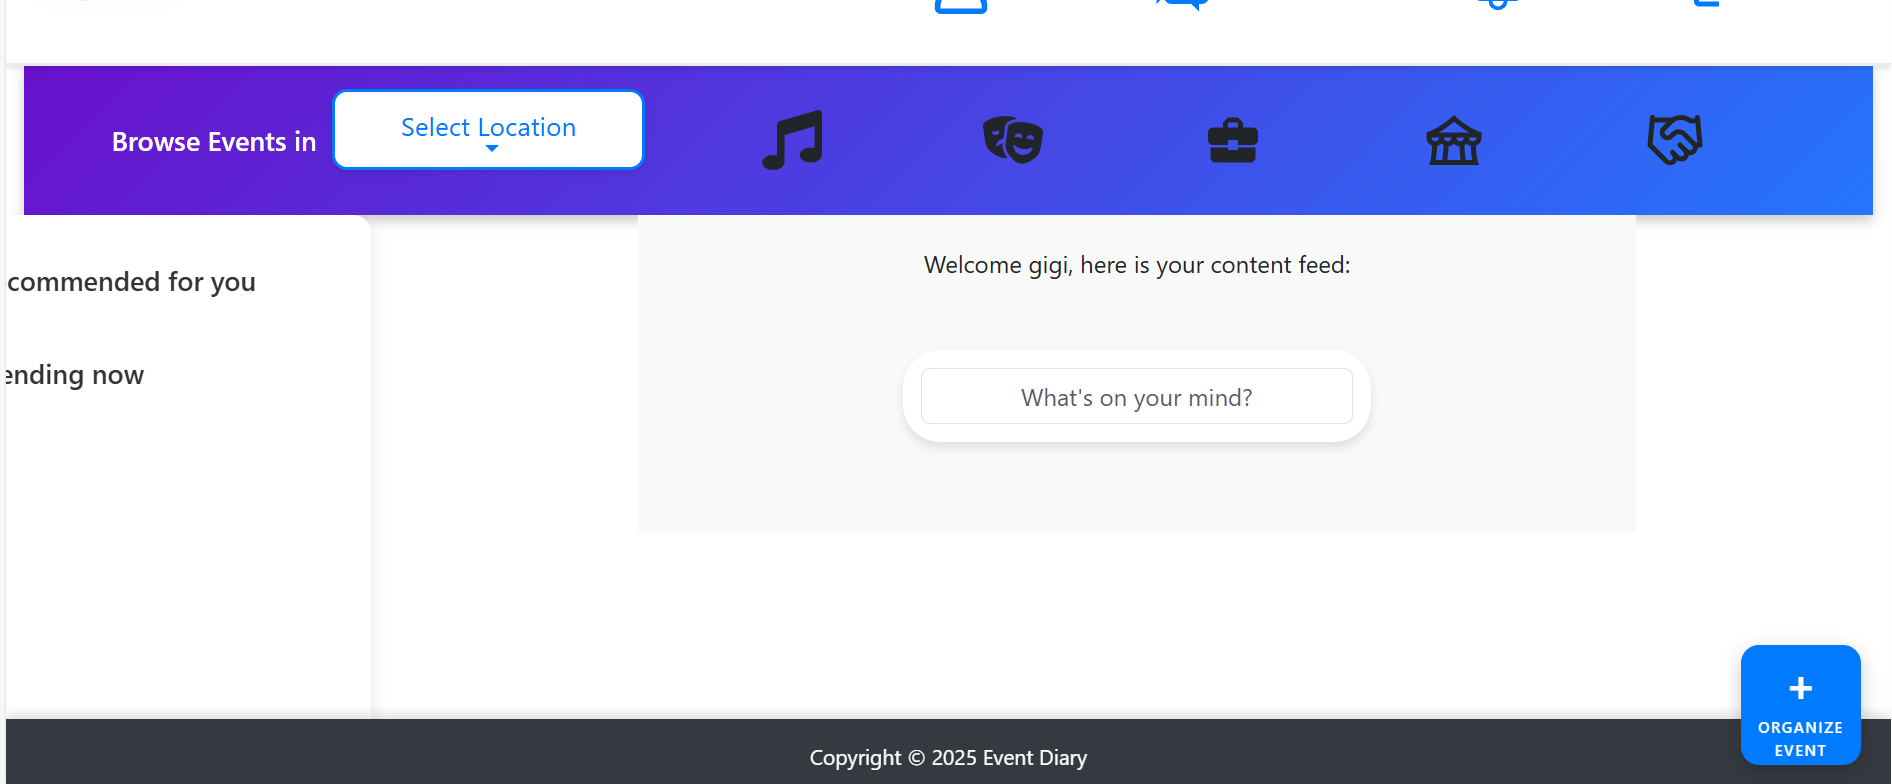 Browse Events in
Select Location
commended for you
ending now
Welcome gigi, here is your content feed:
What's on your mind?
+
ORGANIZE
EVENT
Copyright © 2025 Event Diary